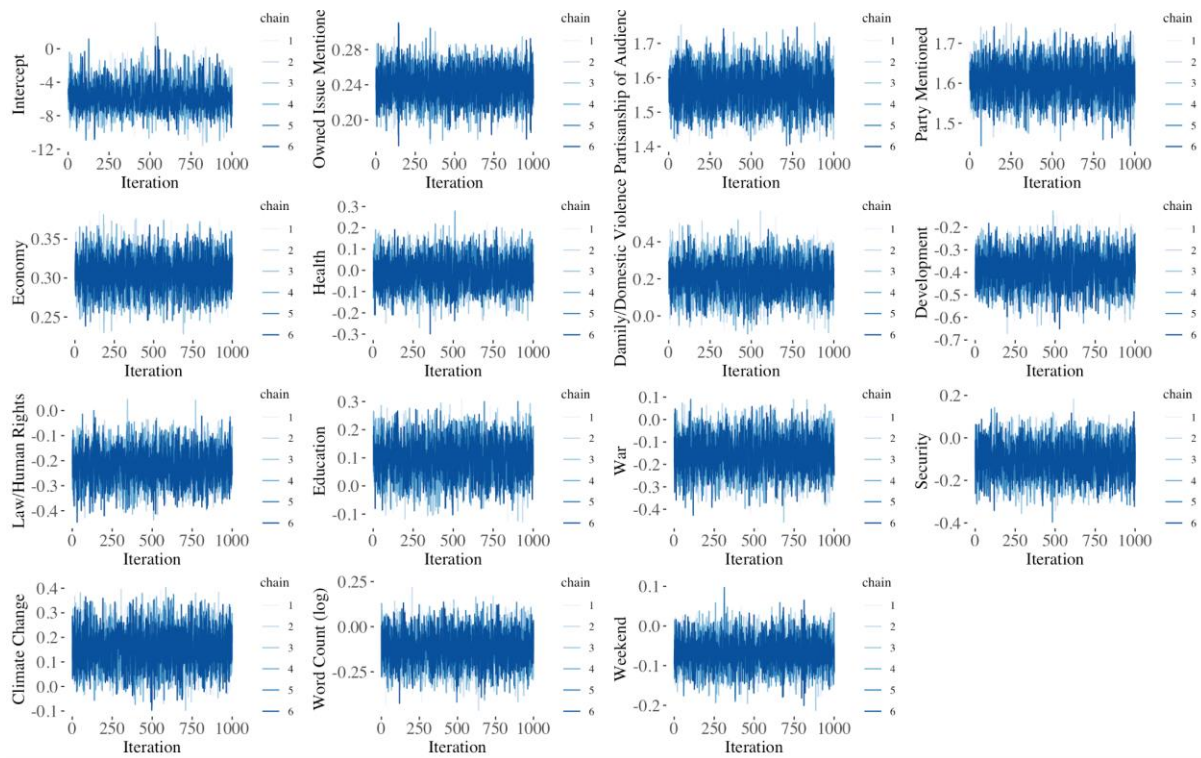 Intercept
0
-4
-8
-12
0 250 500 750 1000
Iteration
chain
1
2
3
4
5
6
Owned Issue Mentione
0.28
0.24
0.20
0 250 500 750 1000
Iteration
chain
1
2
3
4
5
6
Partisanship of Audienc
1.7
1.6
1.5
1.4
0 250 500 750 1000
Iteration
chain
1
2
3
4
5
6
Party Mentioned
1.7
1.6
1.5
0 250 500 750 1000
Iteration
chain
1
2
3
4
5
6
Economy
0.35
0.30
0.25
0 250 500 750 1000
Iteration
chain
1
2
3
4
5
6
Health
0.3
0.2
0.1
0.0
-0.1
-0.2
-0.3
0 250 500 750 1000
Iteration
chain
1
2
3
4
5
6
Damily/Domestic Violence
0.4
0.2
0.0
0 250 500 750 1000
Iteration
chain
1
2
3
4
5
6
Development
-0.2
-0.3
-0.4
-0.5
-0.6
-0.7
0 250 500 750 1000
Iteration
chain
1
2
3
4
5
6
Law/Human Rights
0.0
-0.1
-0.2
-0.3
-0.4
0 250 500 750 1000
Iteration
chain
1
2
3
4
5
6
Education
0.3
0.2
0.1
0.0
-0.1
0 250 500 750 1000
Iteration
chain
1
2
3
4
5
6
War
0.1
0.0
-0.1
-0.2
-0.3
-0.4
0 250 500 750 1000
Iteration
chain
1
2
3
4
5
6
Security
0.2
0.0
-0.2
-0.4
0 250 500 750 1000
Iteration
chain
1
2
3
4
5
6
Climate Change
0.4
0.3
0.2
0.1
0.0
-0.1
0 250 500 750 1000
Iteration
chain
1
2
3
4
5
6
Word Count (log)
0.25
0.00
-0.25
0 250 500 750 1000
Iteration
chain
1
2
3
4
5
6
Weekend
0.1
0.0
-0.1
-0.2
0 250 500 750 1000
Iteration
chain
1
2
3
4
5
6